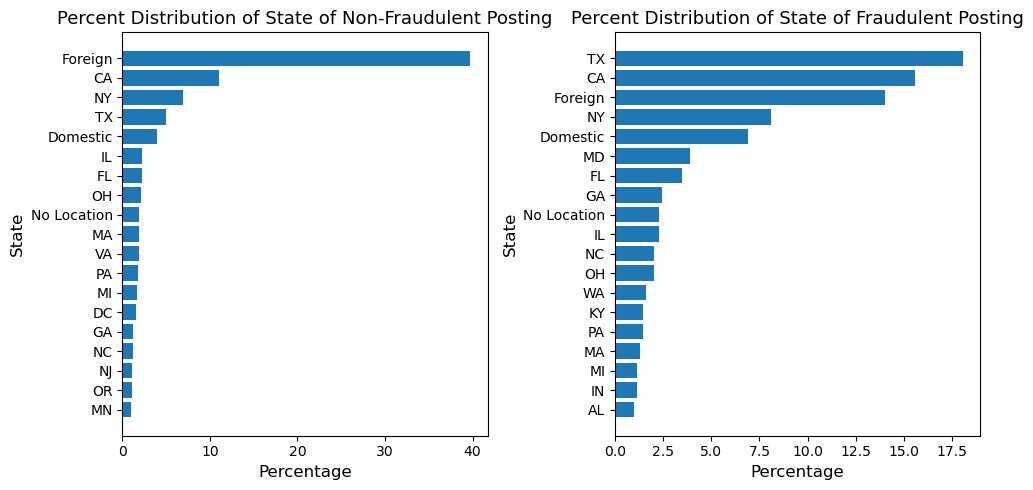 Percent Distribution of State of Non-Fraudulent Posting
State
Foreign
CA
NY
TX
Domestic
IL
FL
OH
No Location
MA
VA
PA
MI
DC
GA
NC
NJ
OR
MN
0 10 20 30 40
Percentage
Percent Distribution of State of Fraudulent Posting
State
TX
CA
Foreign
NY
Domestic
MD
FL
GA
No Location
IL
NC
OH
WA
KY
PA
MA
MI
IN
AL
0.0 2.5 5.0 7.5 10.0 12.5 15.0 17.5
Percentage